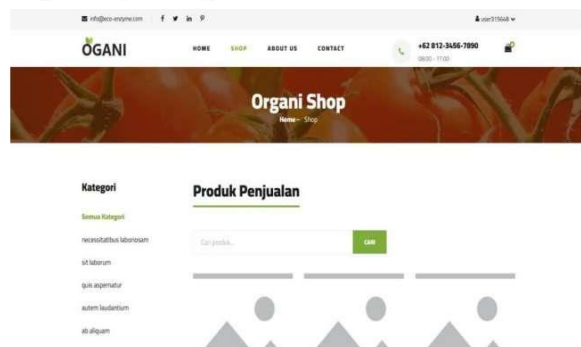 info@eco-enzyme.com
user315648
OGANI
HOME SHOP ABOUT US CONTACT
+62 812-3456-7890
08:00 - 17:00
0
Organi Shop
Home – Shop
Kategori
Produk Penjualan
Semua Kategori
necessitatibus laboriosam
Cari produk...
CARI
sit laborum
quis aspernatur
autem laudantium
ab aliquam